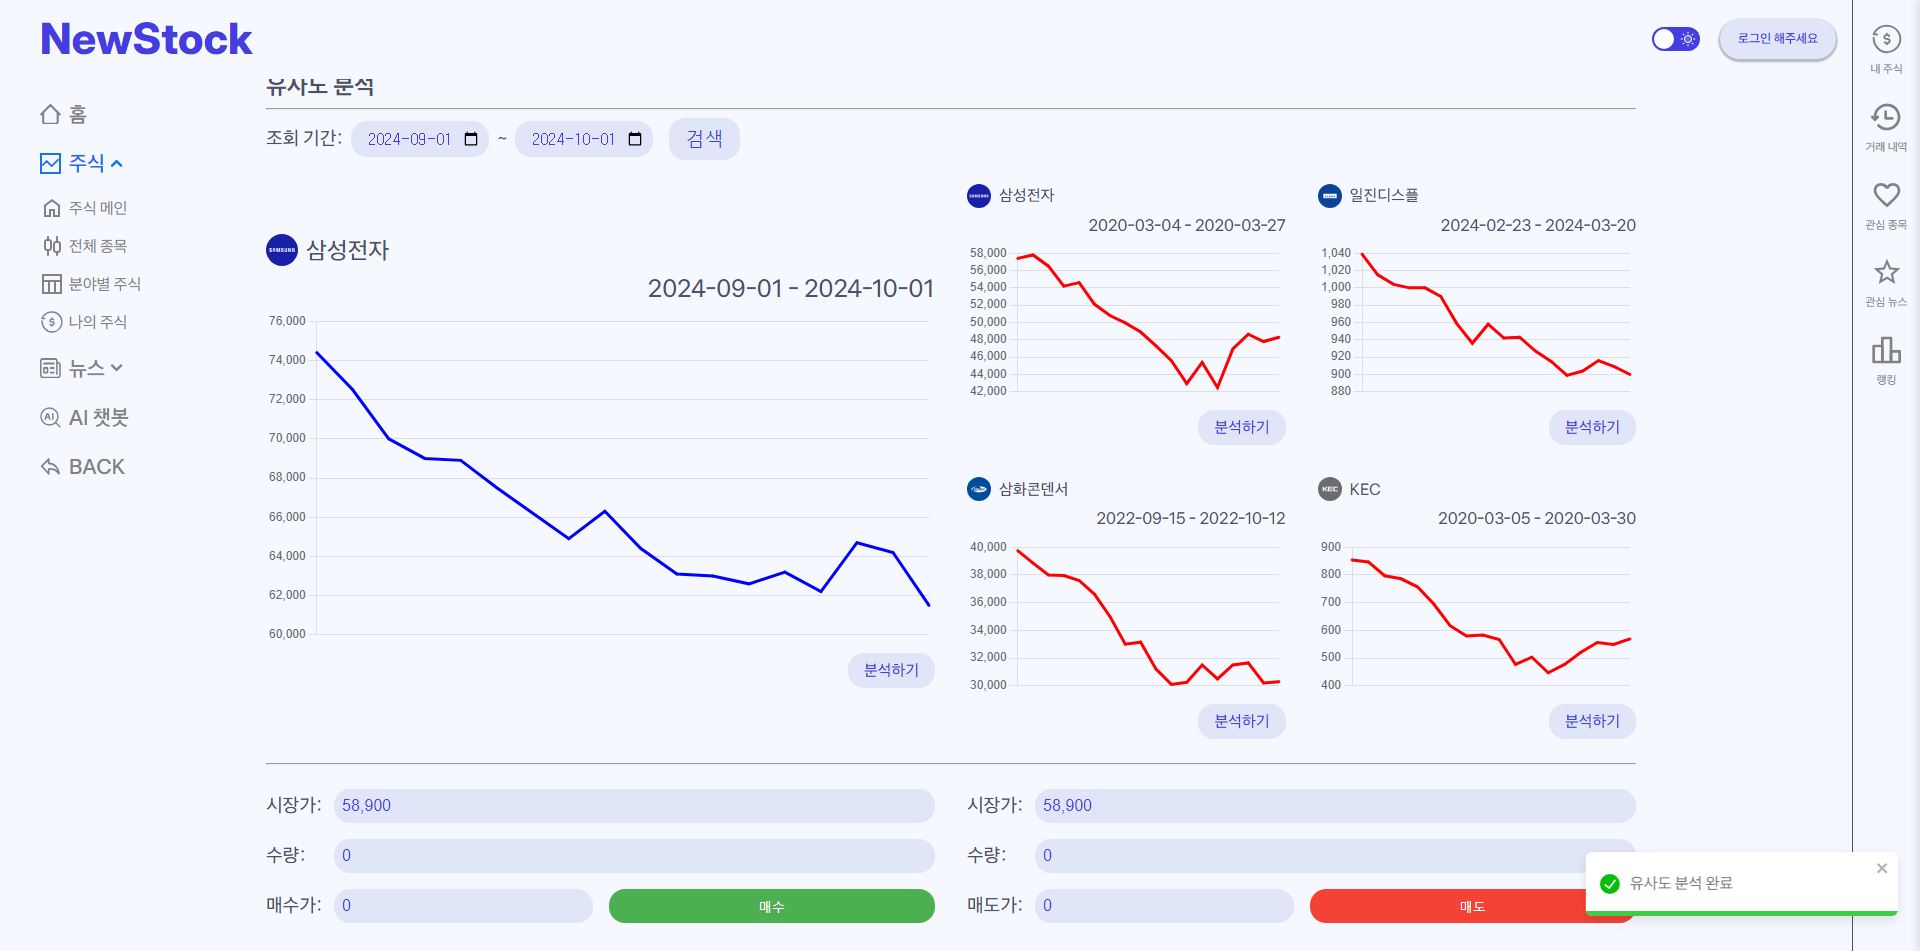 NewStock
로그인 해주세요
홈
주식
주식 메인
전체 종목
분야별 주식
나의 주식
뉴스
AI 챗봇
BACK
유사도 분석
조회 기간: 2024-09-01 ~ 2024-10-01 검색
SAMSUNG 삼성전자
2024-09-01 - 2024-10-01
76,000
74,000
72,000
70,000
68,000
66,000
64,000
62,000
60,000
분석하기
SAMSUNG 삼성전자
2020-03-04 - 2020-03-27
58,000
56,000
54,000
52,000
50,000
48,000
46,000
44,000
42,000
분석하기
일진디스플
2024-02-23 - 2024-03-20
1,040
1,020
1,000
980
960
940
920
900
880
분석하기
삼화콘덴서
2022-09-15 - 2022-10-12
40,000
38,000
36,000
34,000
32,000
30,000
분석하기
KEC KEC
2020-03-05 - 2020-03-30
900
800
700
600
500
400
분석하기
시장가: 58,900
수량: 0
매수가: 0 매수
시장가: 58,900
수량: 0
매도가: 0 매도
유사도 분석 완료
내 주식
거래 내역
관심 종목
관심 뉴스
랭킹